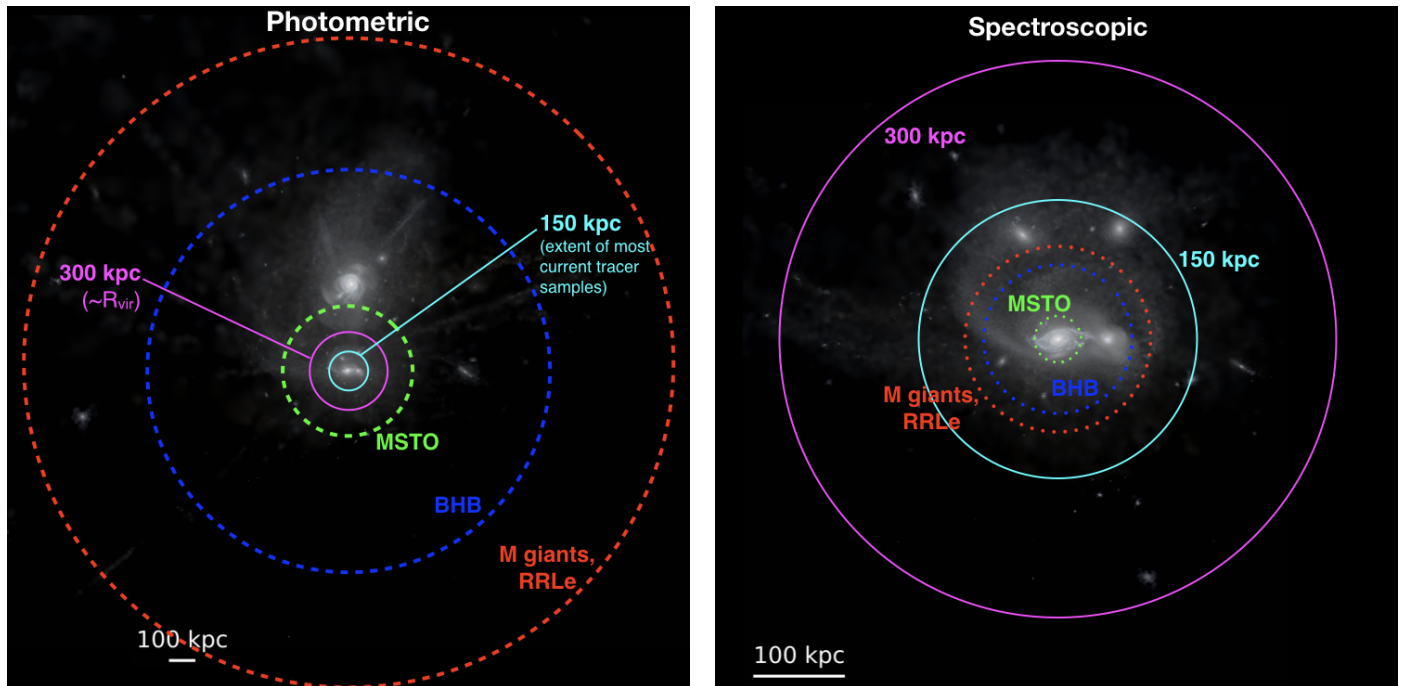 Photometric
150 kpc
(extent of most
current tracer
samples)
300 kpc
(~Rvir)
MSTO
BHB
M giants,
RRLe
100 kpc
Spectroscopic
300 kpc
150 kpc
MSTO
BHB
M giants,
RRLe
100 kpc